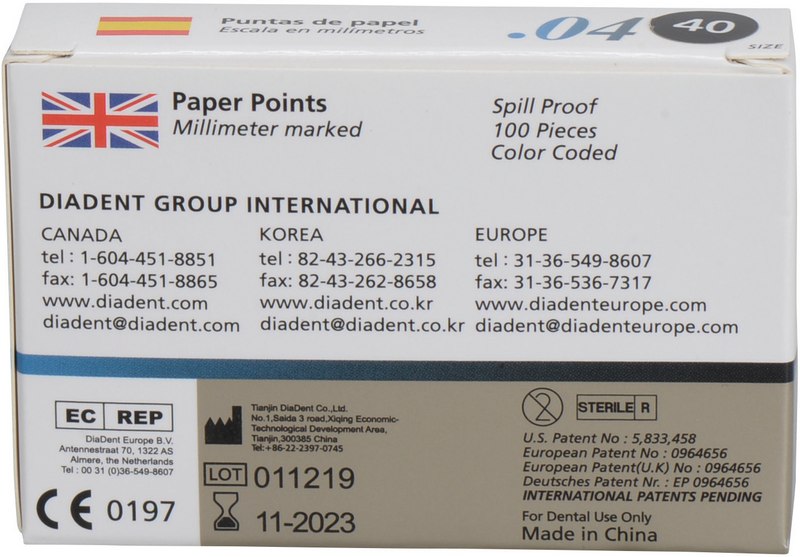 Puntas de papel
Escala en milímetros
.04 40
SIZE
Paper Points
Millimeter marked
Spill Proof
100 Pieces
Color Coded
DIADENT GROUP INTERNATIONAL
CANADA
tel : 1-604-451-8851
fax: 1-604-451-8865
www.diadent.com
diadent@diadent.com
KOREA
tel : 82-43-266-2315
fax: 82-43-262-8658
www.diadent.co.kr
diadent@diadent.co.kr
EUROPE
tel : 31-36-549-8607
fax: 31-36-536-7317
www.diadenteurope.com
diadent@diadenteurope.com
EC REP
DiaDent Europe B.V.
Antennestraat 70, 1322 AS
Almere, the Netherlands
Tel : 00 31 (0)36-549-8607
CE 0197
Tianjin DiaDent Co.,Ltd.
No.1,Saida 3 road,Xiqing Economic-
Technological Development Area,
Tianjin,300385 China
Tel:+86-22-2397-0745
LOT 011219
11-2023
2
STERILE R
U.S. Patent No : 5,833,458
European Patent No : 0964656
European Patent(U.K) No : 0964656
Deutsches Patent Nr. : EP 0964656
INTERNATIONAL PATENTS PENDING
For Dental Use Only
Made in China